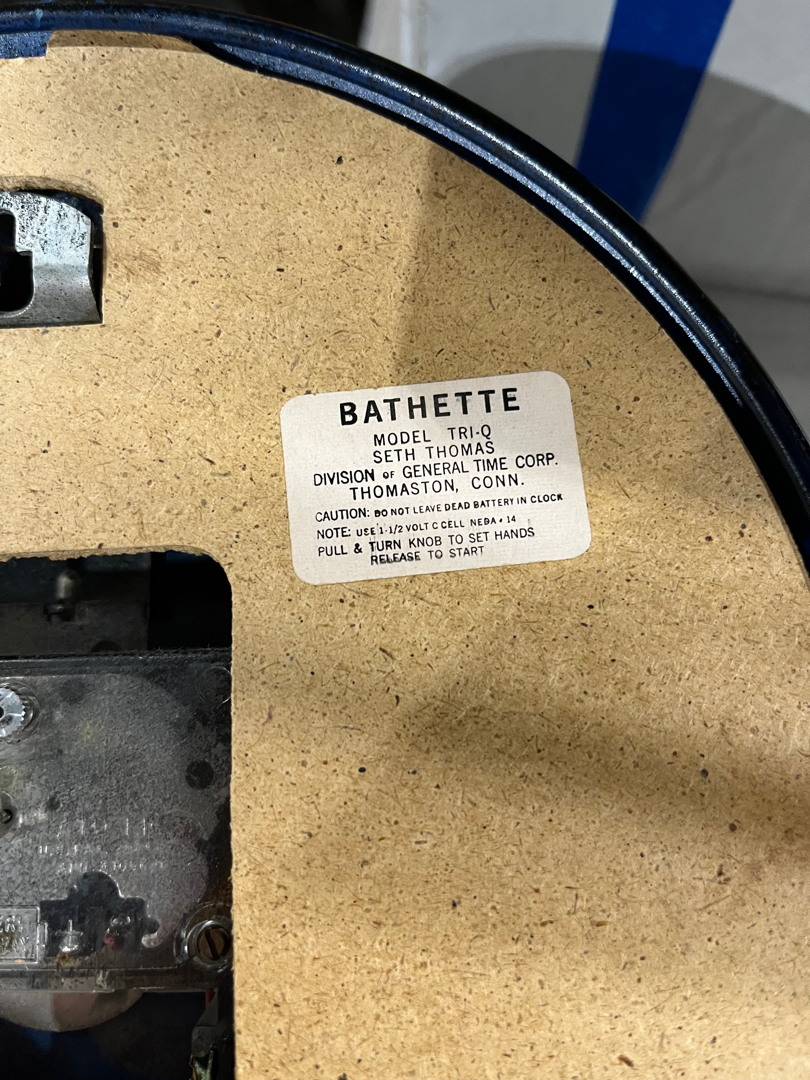 BATHETTE
MODEL TRI-Q
SETH THOMAS
DIVISION OF GENERAL TIME CORP.
THOMASTON, CONN.
CAUTION: DO NOT LEAVE DEAD BATTERY IN CLOCK
NOTE: USE 1-1/2 VOLT C CELL NEDA • 14
PULL & TURN KNOB TO SET HANDS
RELEASE TO START